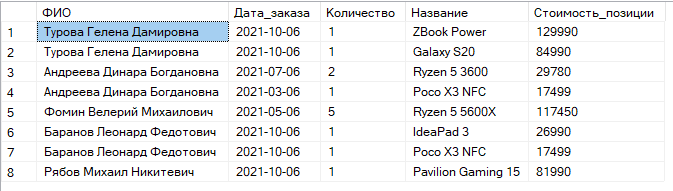 ФИО Дата_заказа Количество Название Стоимость_позиции
1 Турова Гелена Дамировна 2021-10-06 1 ZBook Power 129990
2 Турова Гелена Дамировна 2021-10-06 1 Galaxy S20 84990
3 Андреева Динара Богдановна 2021-07-06 2 Ryzen 5 3600 29780
4 Андреева Динара Богдановна 2021-03-06 1 Poco X3 NFC 17499
5 Фомин Велерий Михаилович 2021-05-06 5 Ryzen 5 5600X 117450
6 Баранов Леонард Федотович 2021-10-06 1 IdeaPad 3 26990
7 Баранов Леонард Федотович 2021-10-06 1 Poco X3 NFC 17499
8 Рябов Михаил Никитевич 2021-10-06 1 Pavilion Gaming 15 81990